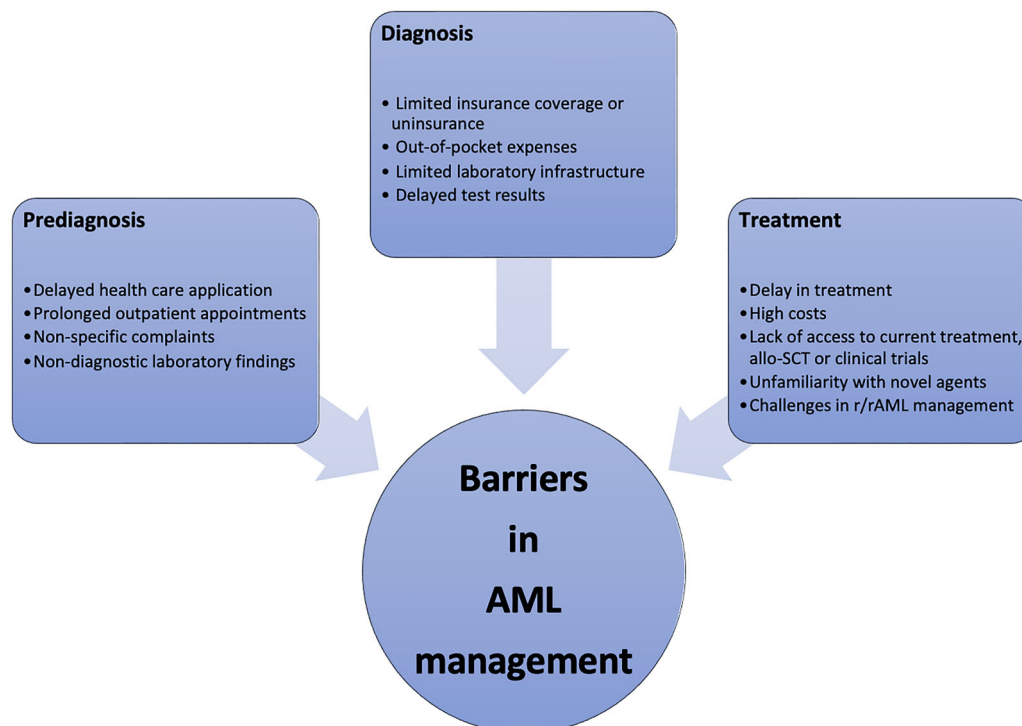 Diagnosis
• Limited insurance coverage or
uninsurance
• Out-of-pocket expenses
• Limited laboratory infrastructure
• Delayed test results
Prediagnosis
•Delayed health care application
•Prolonged outpatient appointments
•Non-specific complaints
•Non-diagnostic laboratory findings
Treatment
•Delay in treatment
•High costs
•Lack of access to current treatment,
allo-SCT or clinical trials
•Unfamiliarity with novel agents
•Challenges in r/rAML management
Barriers
in
AML
management